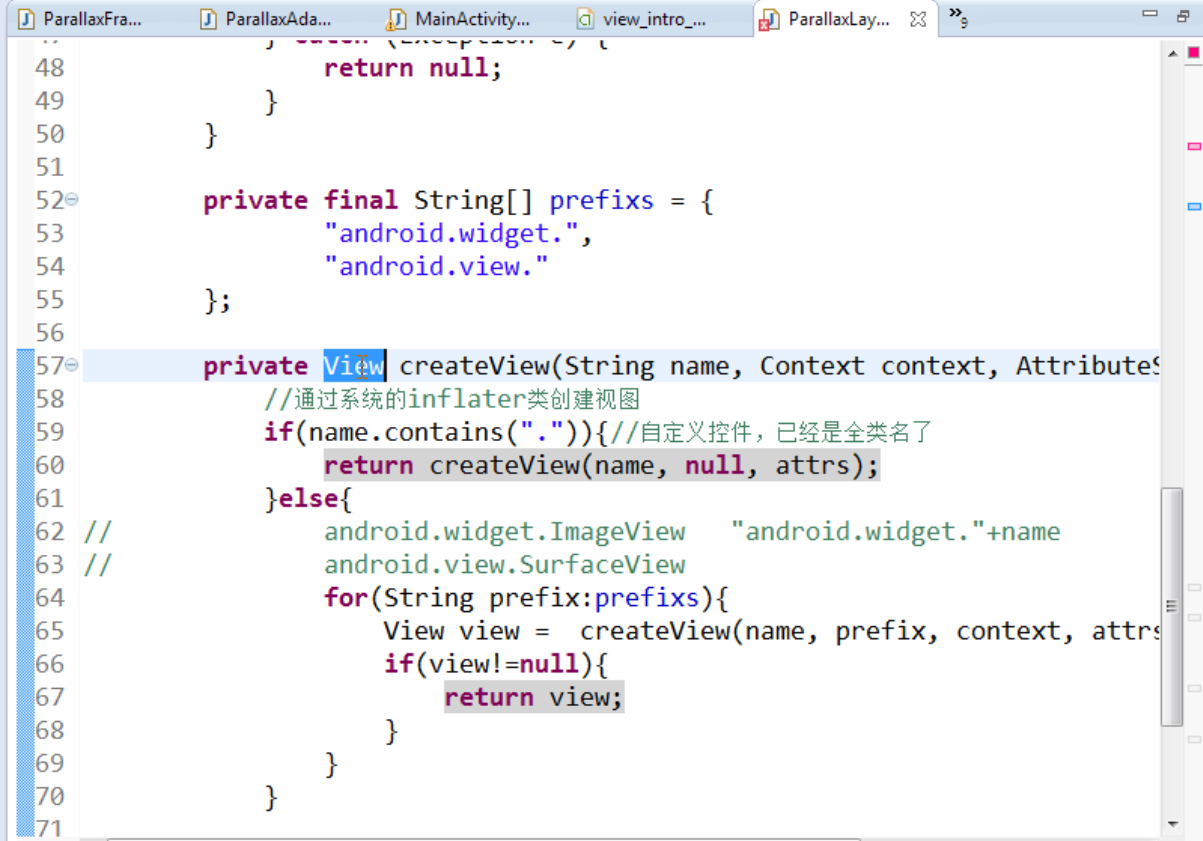 ParallaxFra... ParallaxAda... MainActivity... view_intro_... ParallaxLay... »9
} catch (Exception e) {
48 return null;
49 }
50 }
51
52 private final String[] prefixs = {
53 "android.widget.",
54 "android.view."
55 };
56
57 private View createView(String name, Context context, AttributeS
58 //通过系统的inflater类创建视图
59 if(name.contains(".")){//自定义控件，已经是全类名了
60 return createView(name, null, attrs);
61 }else{
62 // android.widget.ImageView "android.widget."+name
63 // android.view.SurfaceView
64 for(String prefix:prefixs){
65 View view = createView(name, prefix, context, attrs
66 if(view!=null){
67 return view;
68 }
69 }
70 }
71